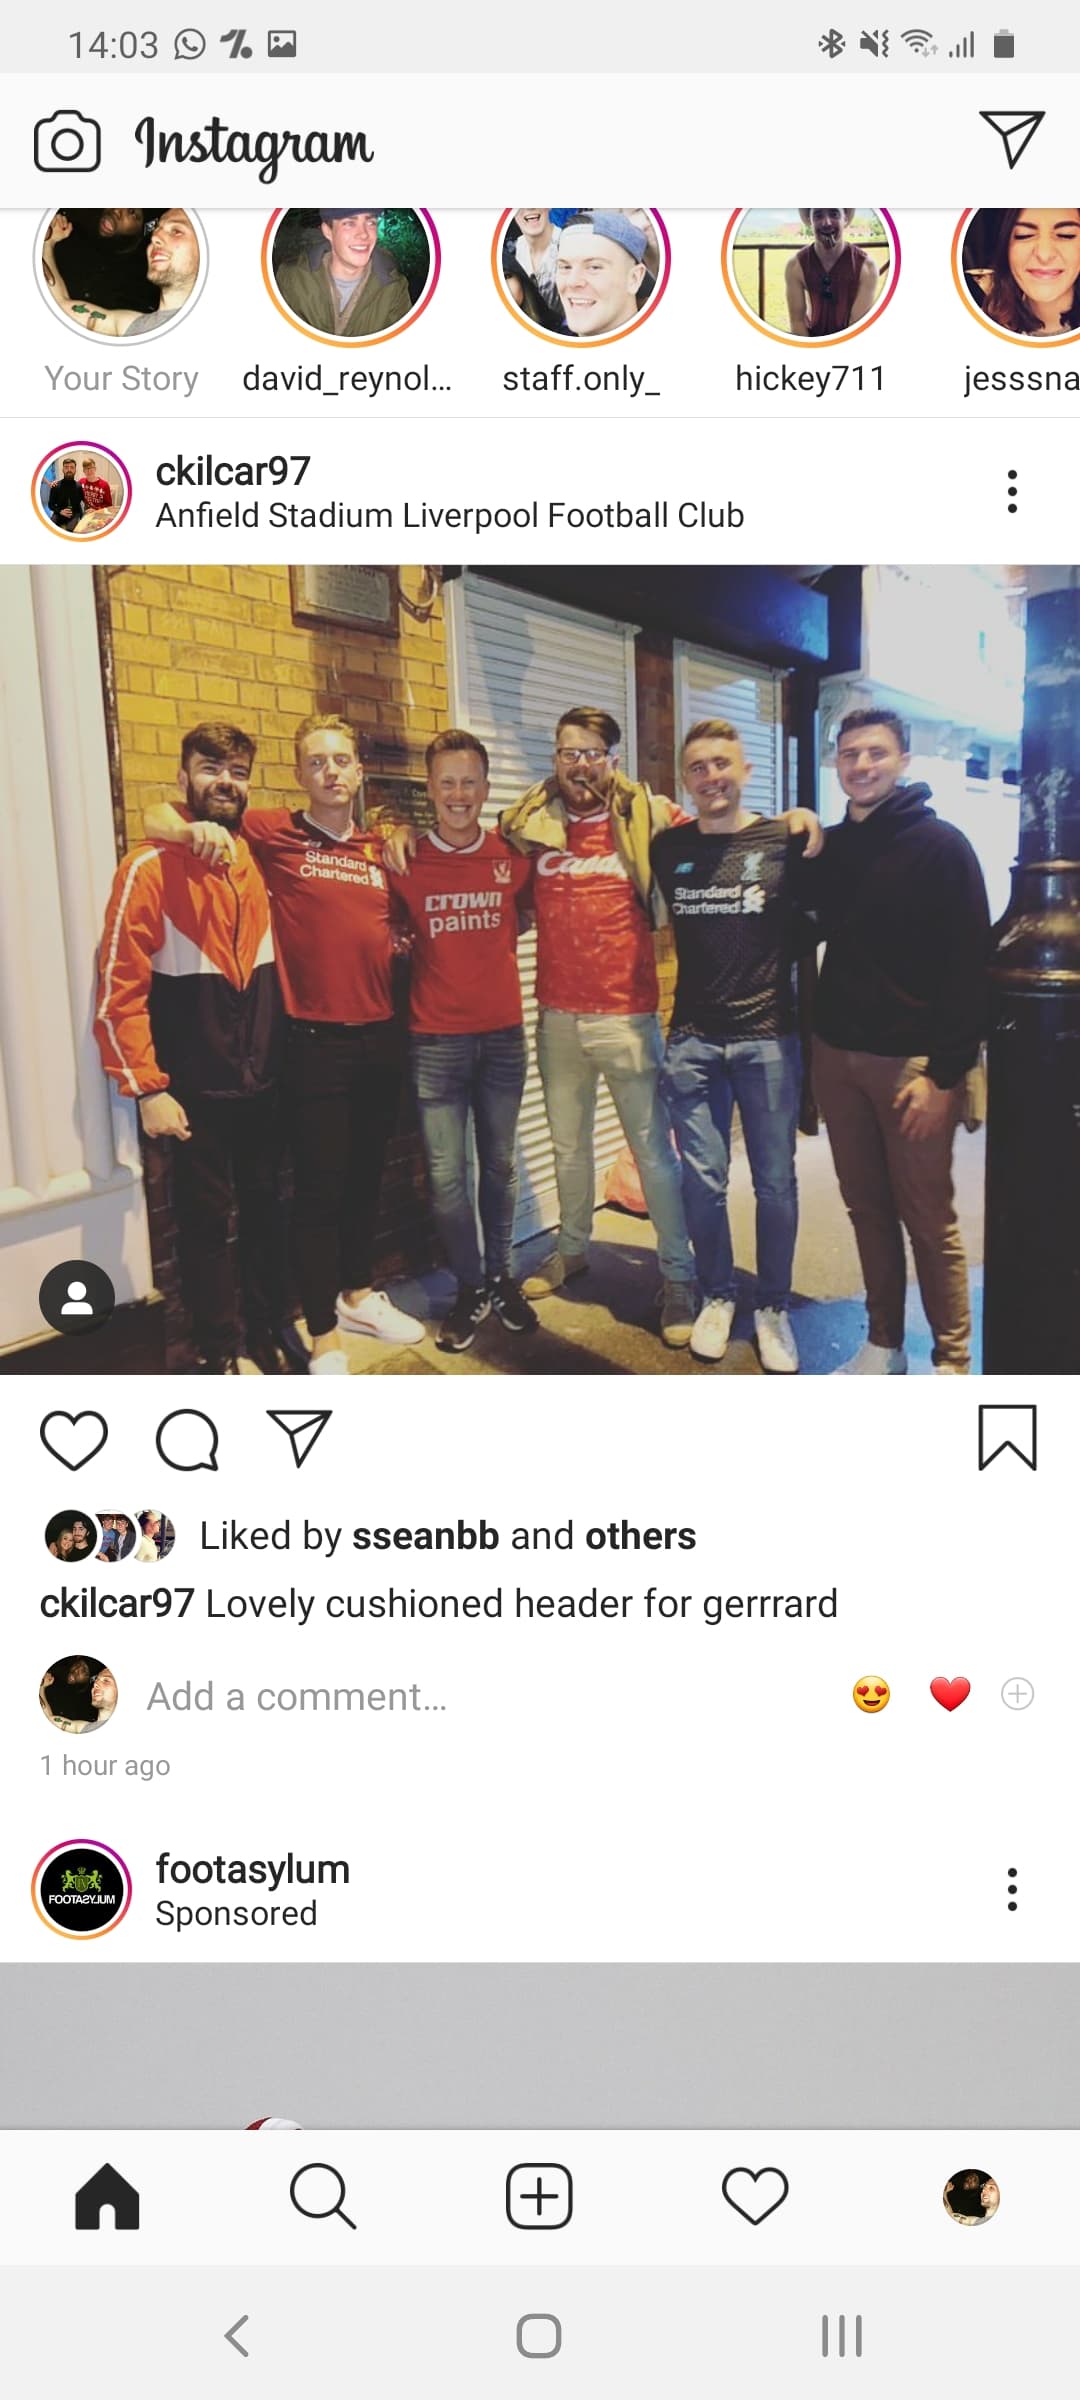 14:03
Instagram
Your Story
david_reynol...
staff.only_
hickey711
jesssna
ckilcar97
Anfield Stadium Liverpool Football Club
Standard
Chartered
crown
paints
Candy
Standard
Chartered
Liked by sseanbb and others
ckilcar97 Lovely cushioned header for gerrrard
Add a comment...
1 hour ago
FOOTASYLUM
footasylum
Sponsored